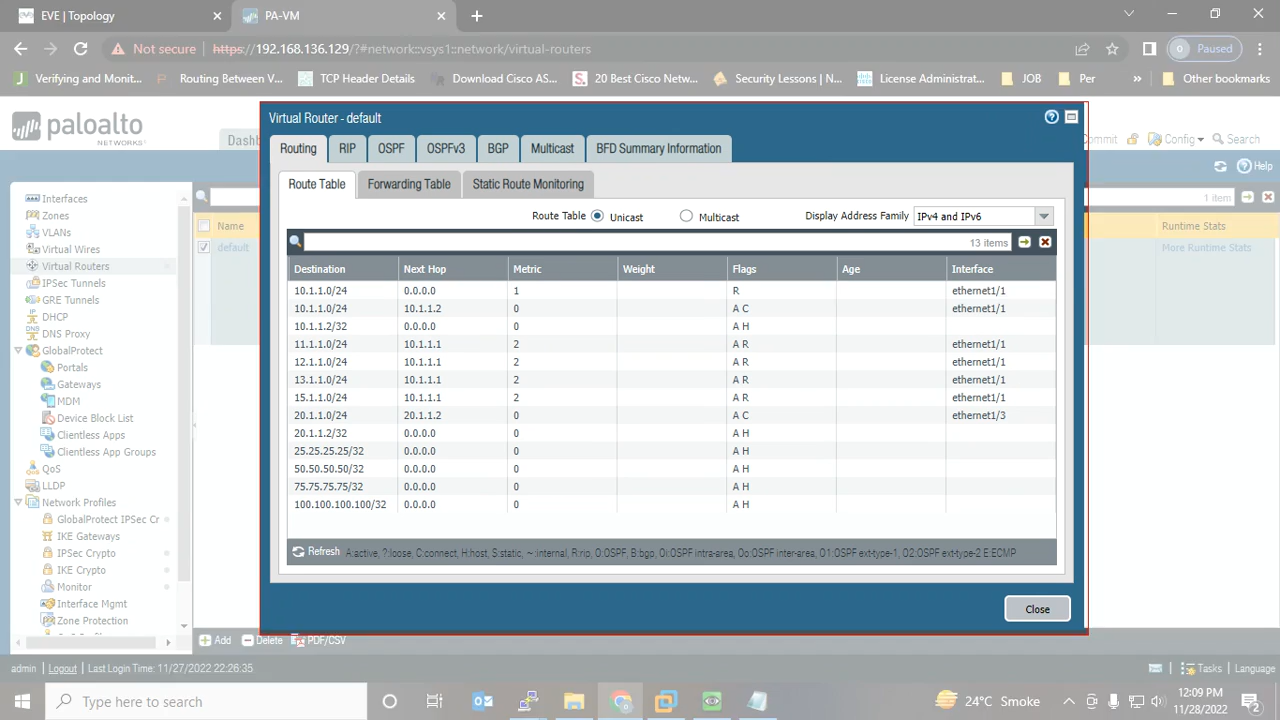 EVE | Topology
PA-VM
Not secure https://192.168.136.129/?#network::vsys1::network/virtual-routers
Paused
Verifying and Monit... Routing Between V... TCP Header Details Download Cisco AS... 20 Best Cisco Netw... Security Lessons | N... License Administrat... JOB Per » Other bookmarks
paloalto
NETWORKS
Dashb
Commit Config Search
Help
Virtual Router - default
Routing RIP OSPF OSPFv3 BGP Multicast BFD Summary Information
Route Table Forwarding Table Static Route Monitoring
Route Table Unicast Multicast Display Address Family IPv4 and IPv6
13 items
Destination Next Hop Metric Weight Flags Age Interface
10.1.1.0/24 0.0.0.0 1 R ethernet1/1
10.1.1.0/24 10.1.1.2 0 A C ethernet1/1
10.1.1.2/32 0.0.0.0 0 A H
11.1.1.0/24 10.1.1.1 2 A R ethernet1/1
12.1.1.0/24 10.1.1.1 2 A R ethernet1/1
13.1.1.0/24 10.1.1.1 2 A R ethernet1/1
15.1.1.0/24 10.1.1.1 2 A R ethernet1/1
20.1.1.0/24 20.1.1.2 0 A C ethernet1/3
20.1.1.2/32 0.0.0.0 0 A H
25.25.25.25/32 0.0.0.0 0 A H
50.50.50.50/32 0.0.0.0 0 A H
75.75.75.75/32 0.0.0.0 0 A H
100.100.100.100/32 0.0.0.0 0 A H
Refresh A:active, ?:loose, C:connect, H:host, S:static, ~:internal, R:rip, O:OSPF, B:bgp, Oi:OSPF intra-area, Oo:OSPF inter-area, O1:OSPF ext-type-1, O2:OSPF ext-type-2 E:ECMP
Close
Interfaces
Zones
VLANs
Virtual Wires
Virtual Routers
IPSec Tunnels
GRE Tunnels
DHCP
DNS Proxy
GlobalProtect
Portals
Gateways
MDM
Device Block List
Clientless Apps
Clientless App Groups
QoS
LLDP
Network Profiles
GlobalProtect IPSec Cr
IKE Gateways
IPSec Crypto
IKE Crypto
Monitor
Interface Mgmt
Zone Protection
Name
default
1 item
Runtime Stats
More Runtime Stats
Add Delete PDF/CSV
admin | Logout | Last Login Time: 11/27/2022 22:26:35
Tasks | Language
Type here to search
24°C Smoke
12:09 PM
11/28/2022
2